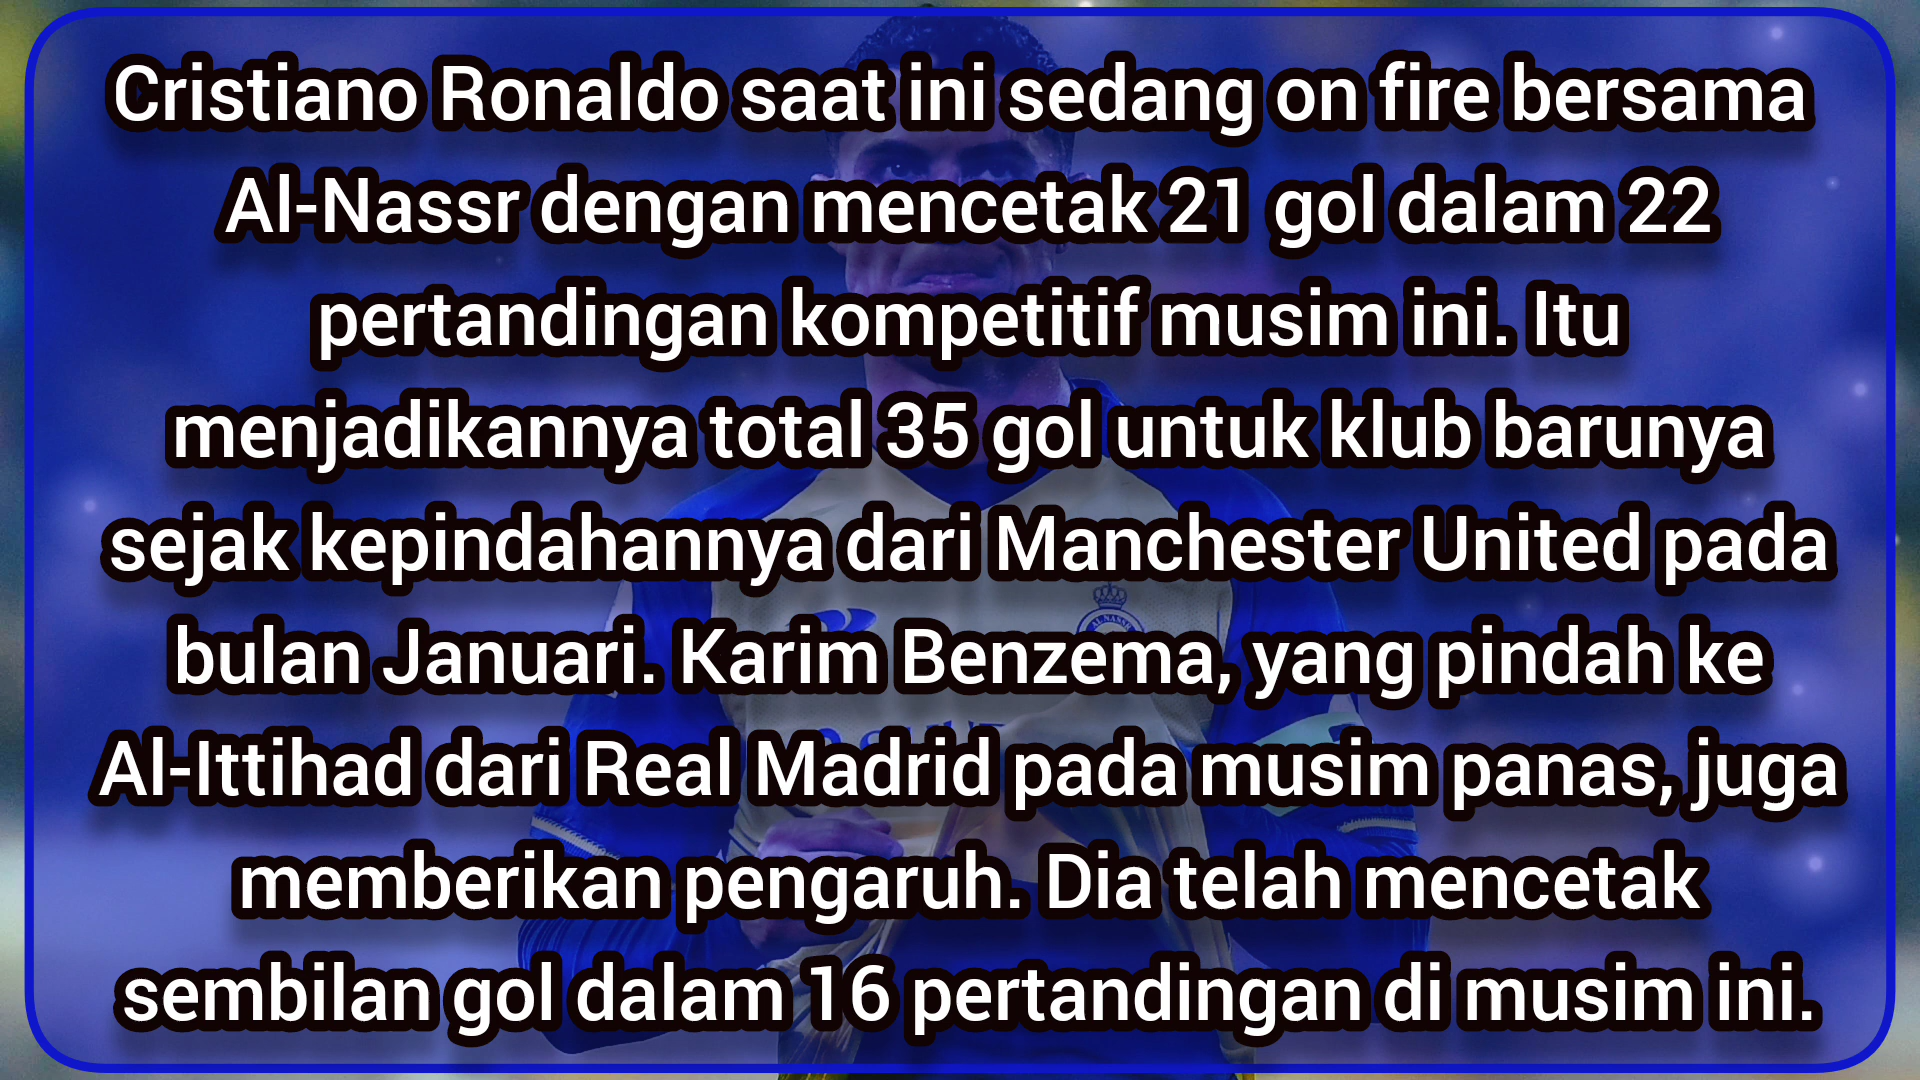 Cristiano Ronaldo saat ini sedang on fire bersama
Al-Nassr dengan mencetak 21 gol dalam 22
pertandingan kompetitif musim ini. Itu
menjadikannya total 35 gol untuk klub barunya
sejak kepindahannya dari Manchester United pada
bulan Januari. Karim Benzema, yang pindah ke
Al-Ittihad dari Real Madrid pada musim panas, juga
memberikan pengaruh. Dia telah mencetak
sembilan gol dalam 16 pertandingan di musim ini.
AL NASSR